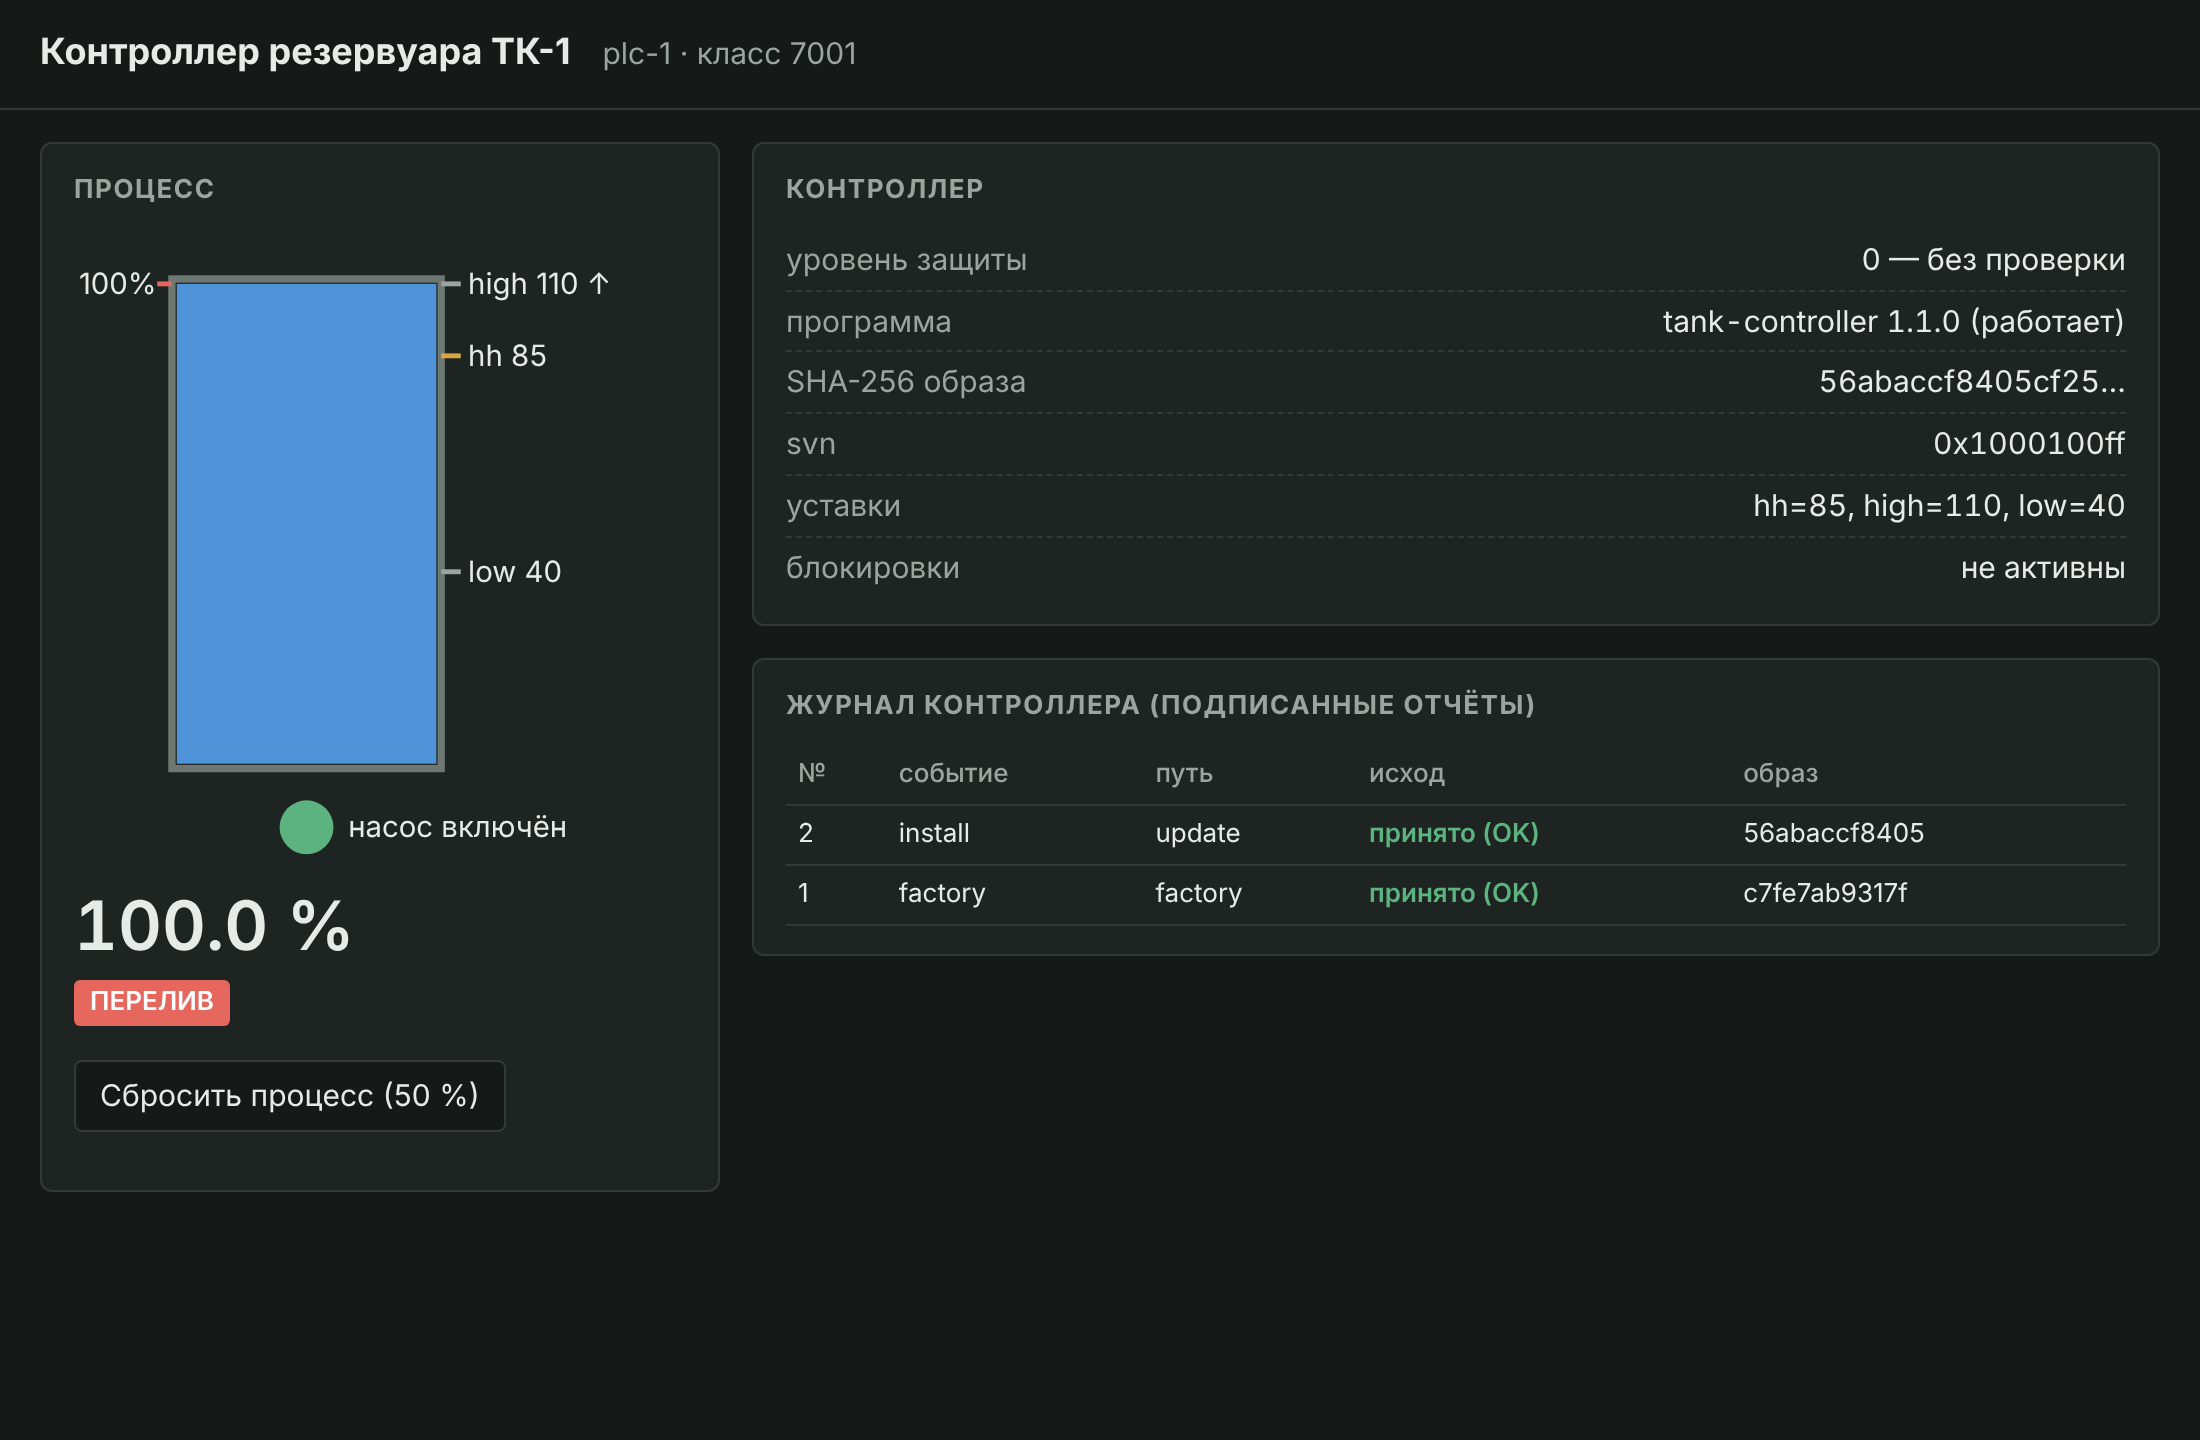 Контроллер резервуара ТК-1 plc-1 · класс 7001
ПРОЦЕСС
100% high 110 ↑
hh 85
low 40
насос включён
100.0 %
ПЕРЕЛИВ
Сбросить процесс (50 %)
КОНТРОЛЛЕР
уровень защиты 0 — без проверки
программа tank-controller 1.1.0 (работает)
SHA-256 образа 56abaccf8405cf25…
svn 0x1000100ff
уставки hh=85, high=110, low=40
блокировки не активны
ЖУРНАЛ КОНТРОЛЛЕРА (ПОДПИСАННЫЕ ОТЧЁТЫ)
№ событие путь исход образ
2 install update принято (OK) 56abaccf8405
1 factory factory принято (OK) c7fe7ab9317f